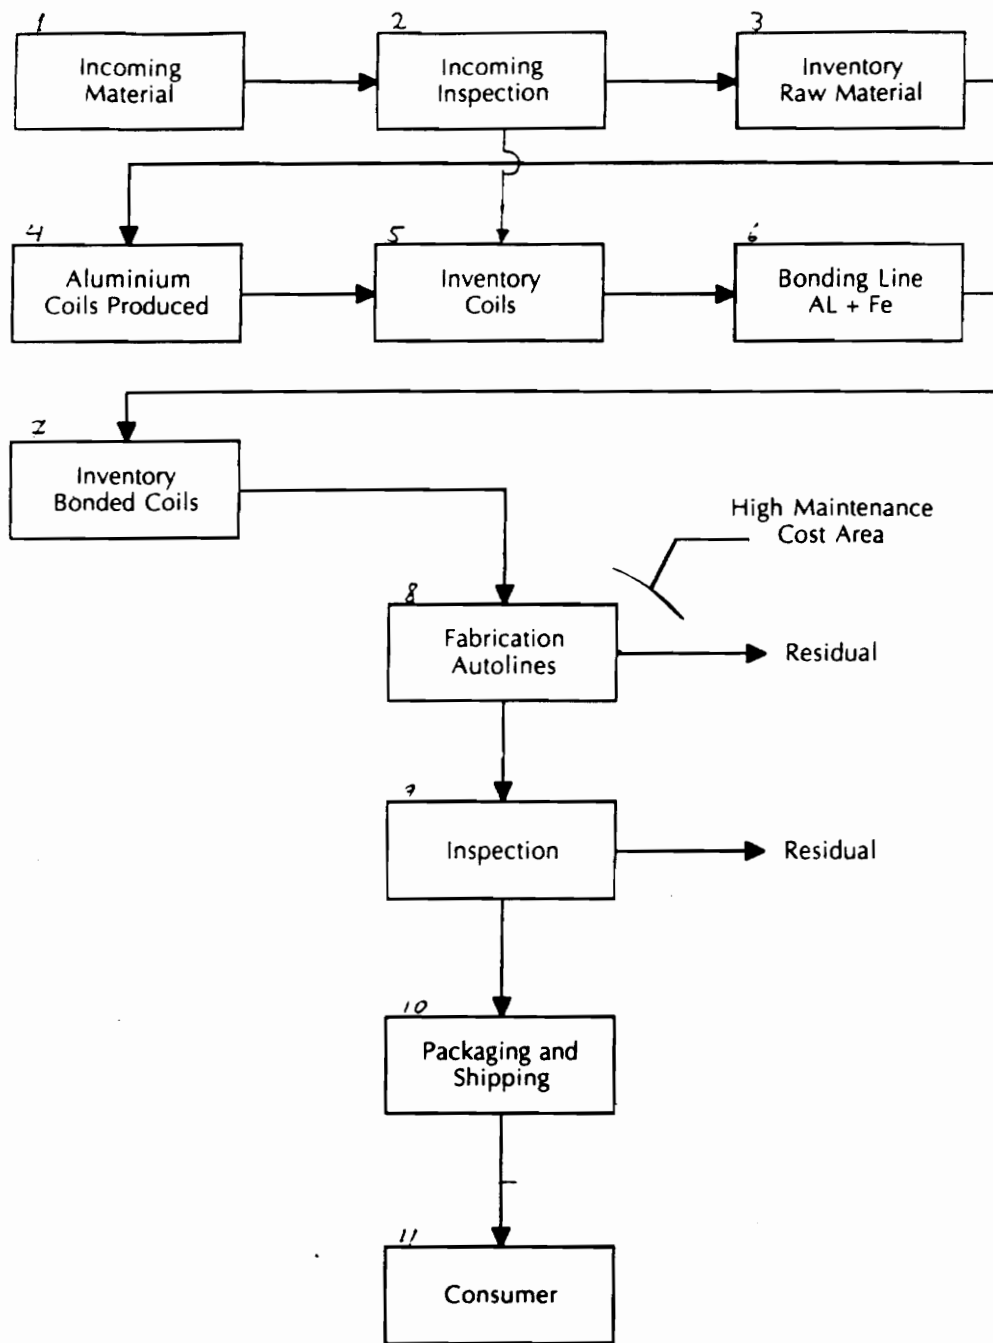 1
Incoming
Material
2
Incoming
Inspection
3
Inventory
Raw Material
4
Aluminium
Coils Produced
5
Inventory
Coils
6
Bonding Line
AL + Fe
7
Inventory
Bonded Coils
High Maintenance
Cost Area
8
Fabrication
Autolines
Residual
9
Inspection
Residual
10
Packaging and
Shipping
11
Consumer